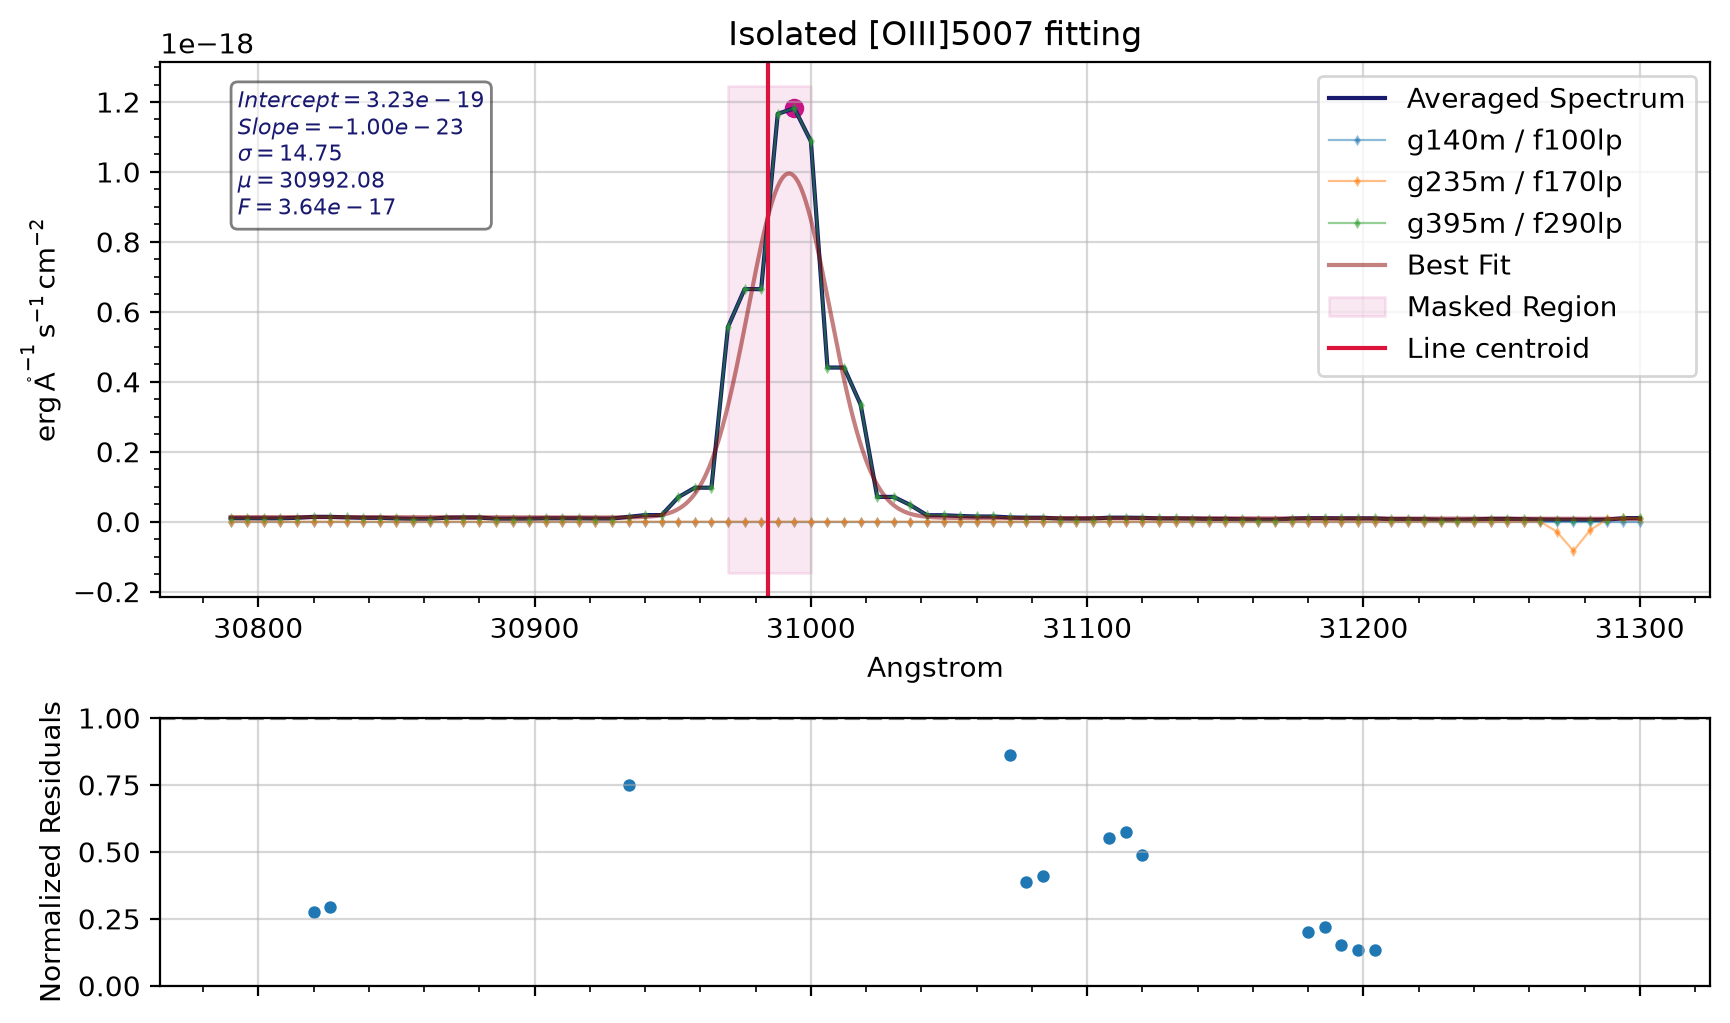 Isolated [OIII]5007 fitting
1e−18
Intercept = 3.23e − 19
Slope = −1.00e − 23
σ = 14.75
μ = 30992.08
F = 3.64e − 17
Averaged Spectrum
g140m / f100lp
g235m / f170lp
g395m / f290lp
Best Fit
Masked Region
Line centroid
erg Å⁻¹ s⁻¹ cm⁻²
1.2
1.0
0.8
0.6
0.4
0.2
0.0
−0.2
30800 30900 31000 31100 31200 31300
Angstrom
Normalized Residuals
1.00
0.75
0.50
0.25
0.00